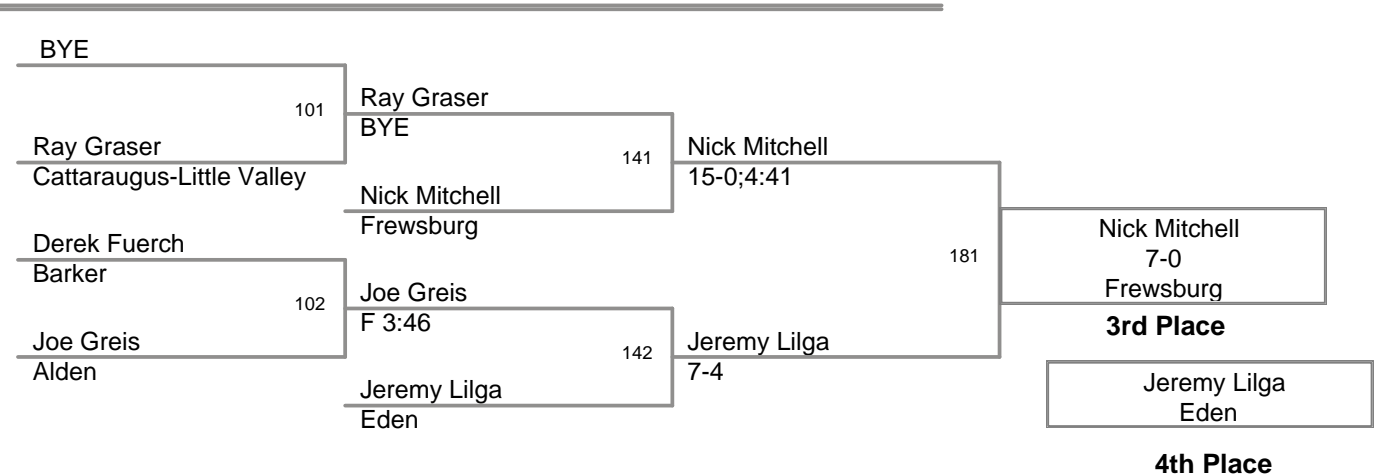 BYE
101
Ray Graser
Cattaraugus-Little Valley
Ray Graser
BYE
141
Nick Mitchell
Frewsburg
Nick Mitchell
15-0;4:41
Derek Fuerch
Barker
102
Joe Greis
Alden
Joe Greis
F 3:46
142
Jeremy Lilga
Eden
Jeremy Lilga
7-4
181
Nick Mitchell
7-0
Frewsburg
3rd Place
Jeremy Lilga
Eden
4th Place